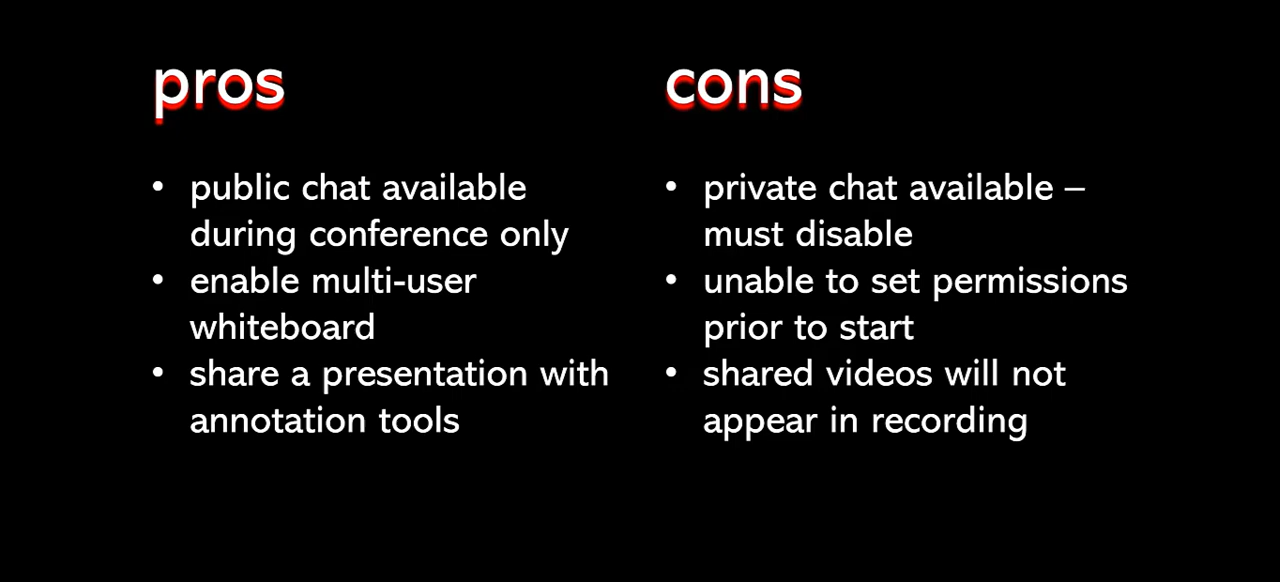 pros
• public chat available
during conference only
• enable multi-user
whiteboard
• share a presentation with
annotation tools
cons
• private chat available –
must disable
• unable to set permissions
prior to start
• shared videos will not
appear in recording